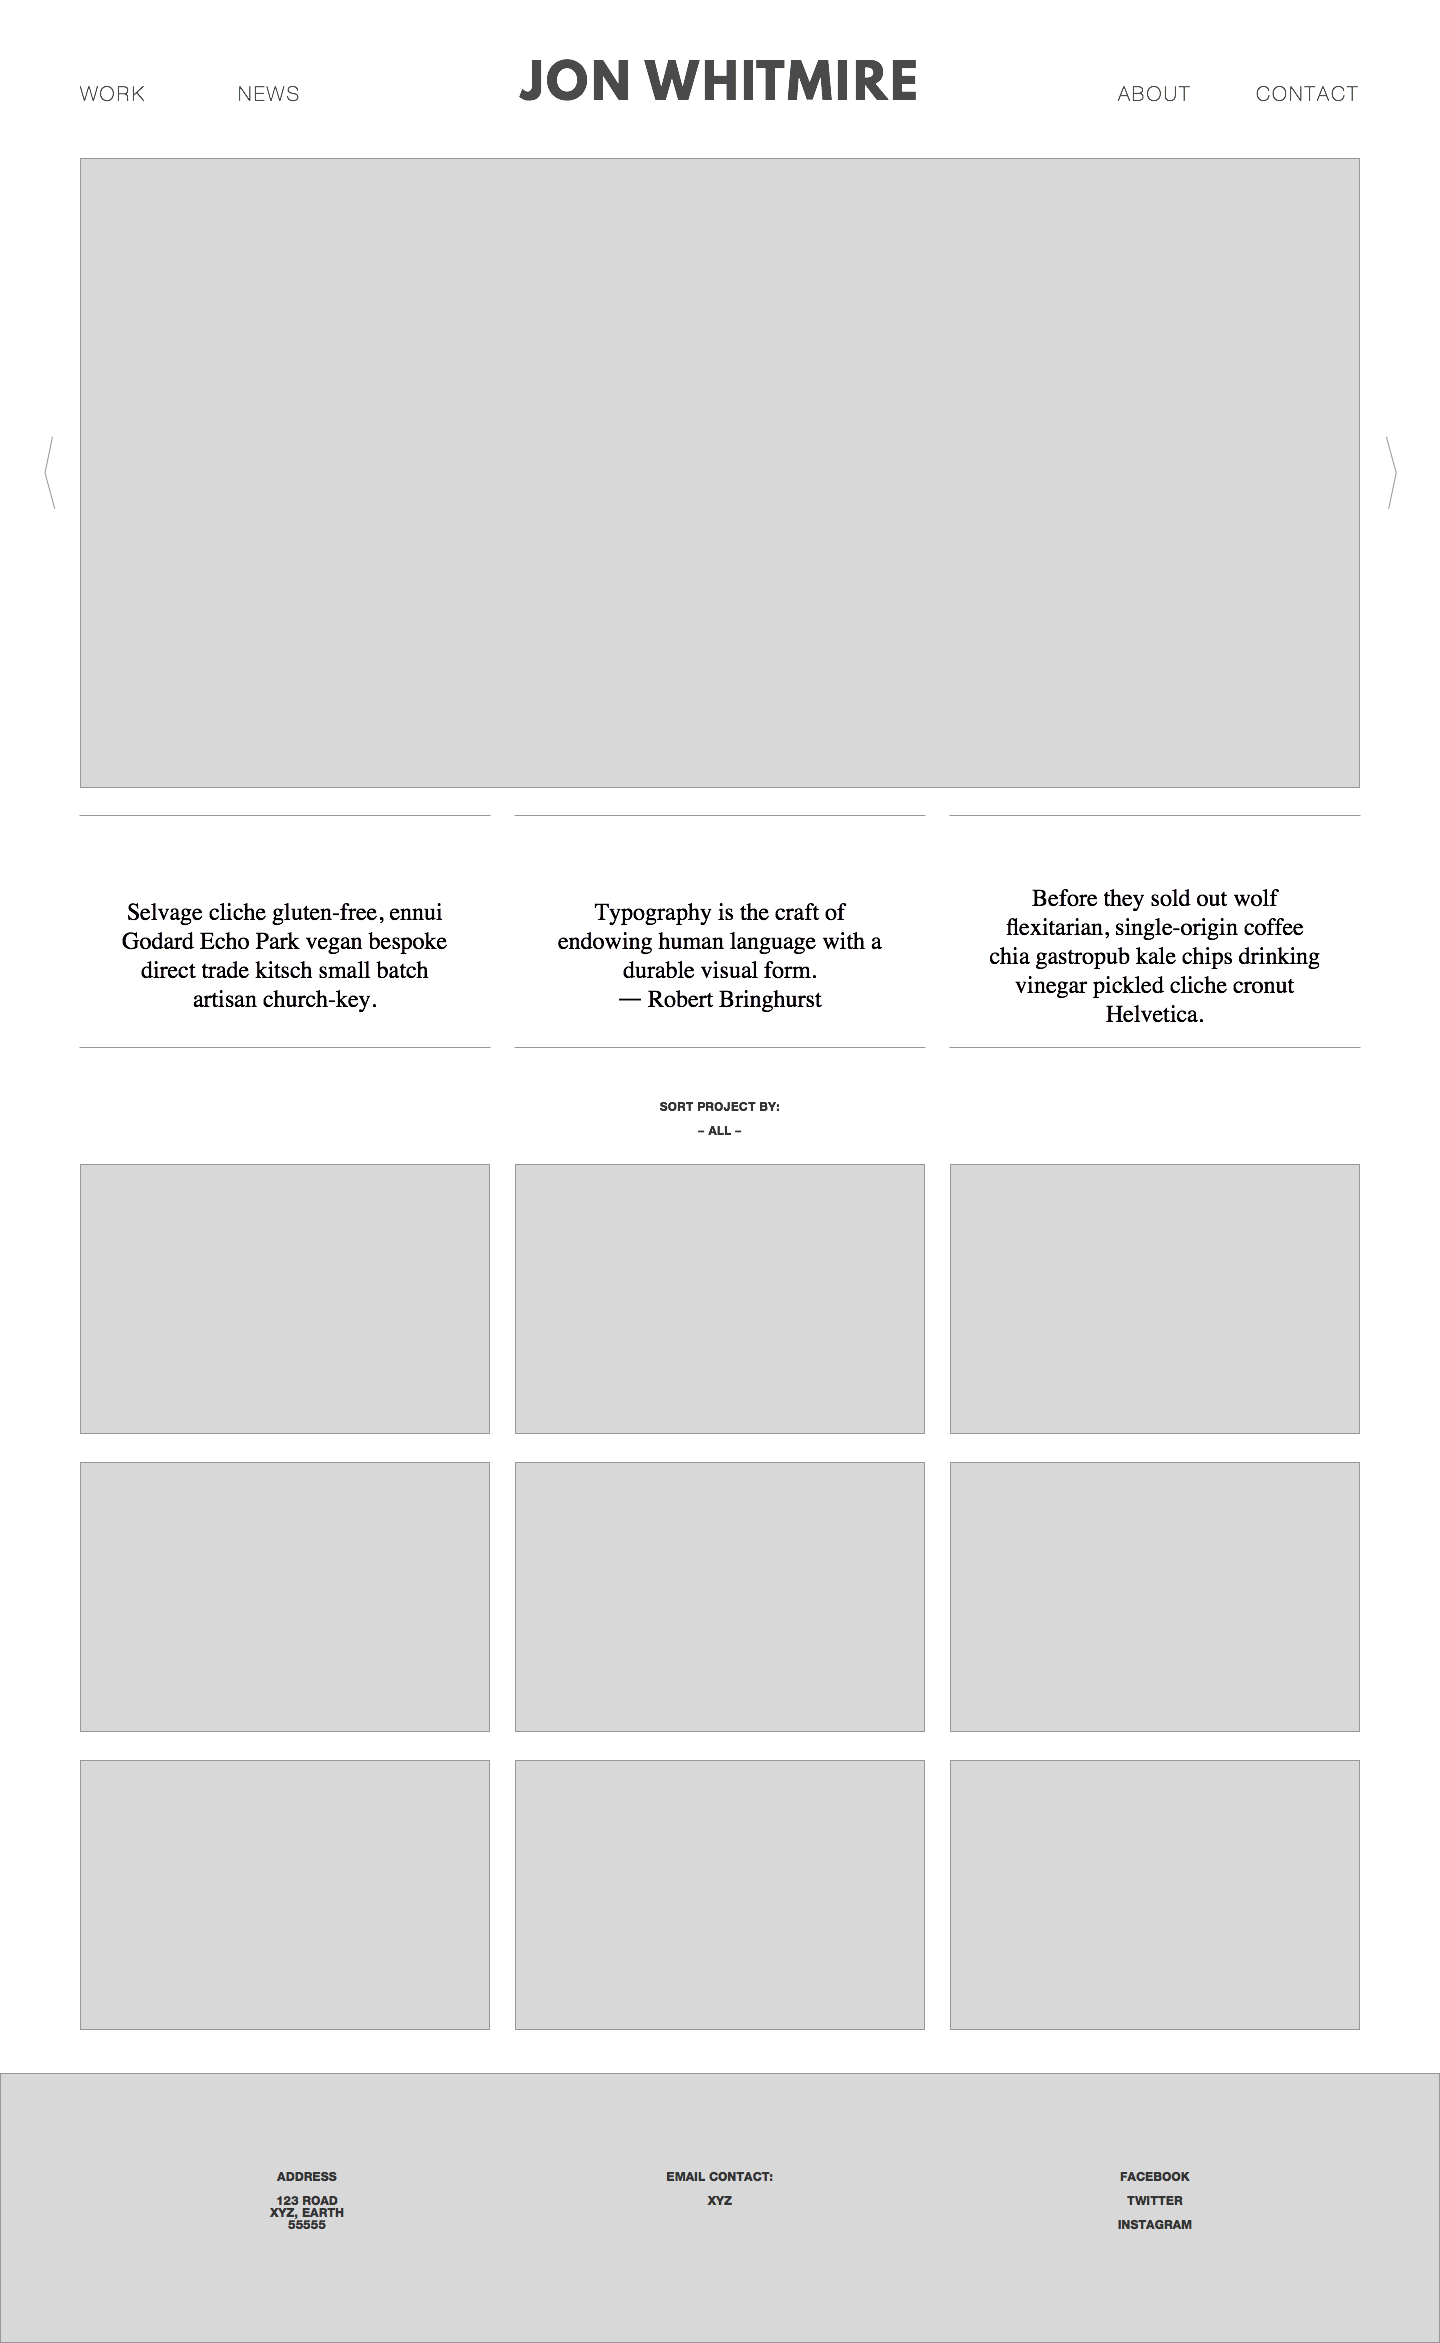 WORK NEWS JON WHITMIRE ABOUT CONTACT
Selvage cliche gluten-free, ennui
Godard Echo Park vegan bespoke
direct trade kitsch small batch
artisan church-key.
Typography is the craft of
endowing human language with a
durable visual form.
— Robert Bringhurst
Before they sold out wolf
flexitarian, single-origin coffee
chia gastropub kale chips drinking
vinegar pickled cliche cronut
Helvetica.
SORT PROJECT BY:
– ALL –
ADDRESS
123 ROAD
XYZ, EARTH
55555
EMAIL CONTACT:
XYZ
FACEBOOK
TWITTER
INSTAGRAM